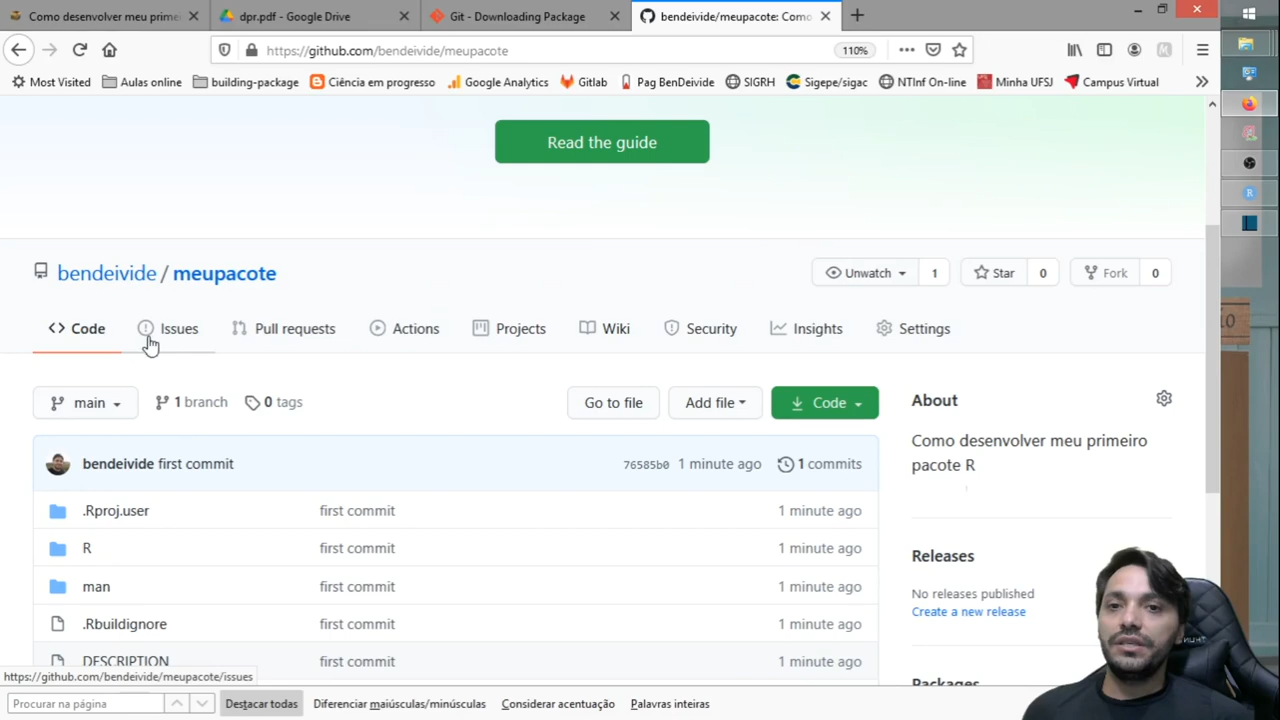 Como desenvolver meu prime
dpr.pdf - Google Drive
Git - Downloading Package
bendeivide/meupacote: Como
https://github.com/bendeivide/meupacote
110%
Most Visited
Aulas online
building-package
Ciência em progresso
Google Analytics
Gitlab
Pag BenDeivide
SIGRH
Sigepe/sigac
NTInf On-line
Minha UFSJ
Campus Virtual
Read the guide
bendeivide / meupacote
Unwatch 1
Star 0
Fork 0
Code
Issues
Pull requests
Actions
Projects
Wiki
Security
Insights
Settings
main
1 branch
0 tags
Go to file
Add file
Code
bendeivide first commit
76585b0 1 minute ago
1 commits
.Rproj.user first commit 1 minute ago
R first commit 1 minute ago
man first commit 1 minute ago
.Rbuildignore first commit 1 minute ago
DESCRIPTION first commit 1 minute ago
About
Como desenvolver meu primeiro
pacote R
Releases
No releases published
Create a new release
Packages
https://github.com/bendeivide/meupacote/issues
Procurar na página
Destacar todas
Diferenciar maiúsculas/minúsculas
Considerar acentuação
Palavras inteiras